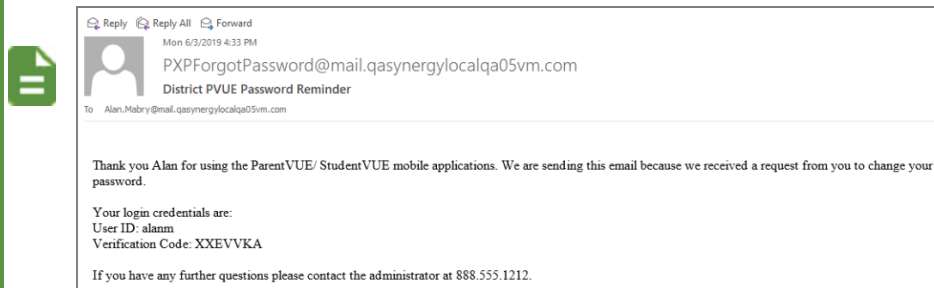 Reply Reply All Forward
Mon 6/3/2019 4:33 PM
PXPForgotPassword@mail.qasynergylocalqa05vm.com
District PVUE Password Reminder
To Alan.Mabry@mail.qasynergylocalqa05vm.com
Thank you Alan for using the ParentVUE/ StudentVUE mobile applications. We are sending this email because we received a request from you to change your
password.
Your login credentials are:
User ID: alanm
Verification Code: XXEVVKA
If you have any further questions please contact the administrator at 888.555.1212.